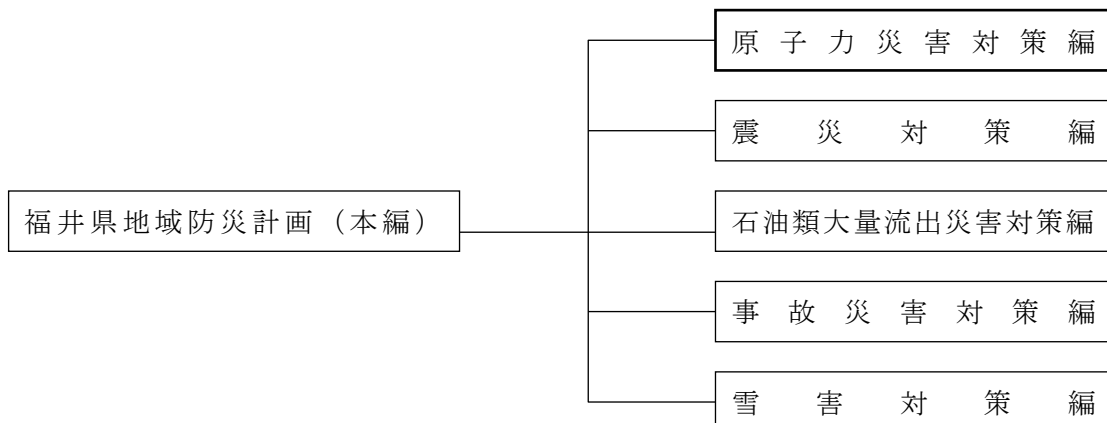 原子力災害対策編
震災対策編
福井県地域防災計画（本編）
石油類大量流出災害対策編
事故災害対策編
雪害対策編